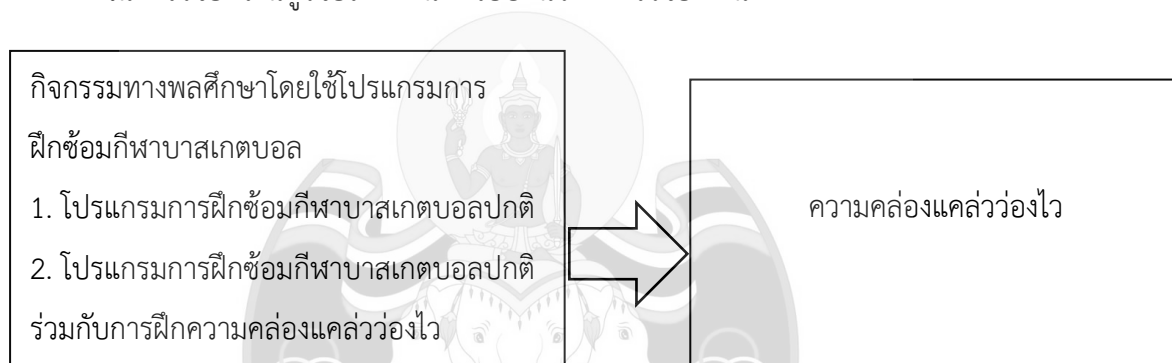 กิจกรรมทางพลศึกษาโดยใช้โปรแกรมการ
ฝึกซ้อมกีฬาบาสเกตบอล
1. โปรแกรมการฝึกซ้อมกีฬาบาสเกตบอลปกติ
2. โปรแกรมการฝึกซ้อมกีฬาบาสเกตบอลปกติ
ร่วมกับการฝึกความคล่องแคล่วว่องไว
ความคล่องแคล่วว่องไว